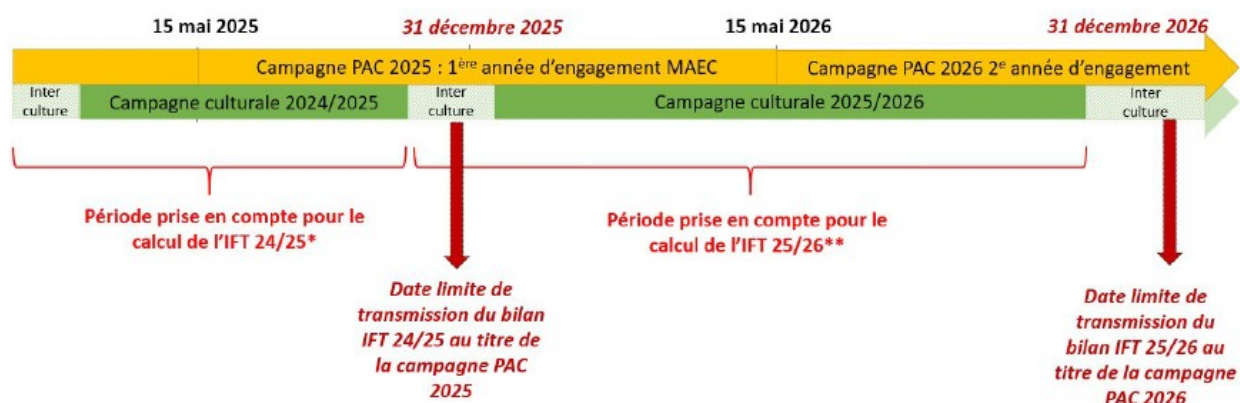 15 mai 2025
31 décembre 2025
15 mai 2026
31 décembre 2026
Campagne PAC 2025 : 1ère année d'engagement MAEC
Campagne PAC 2026 2e année d'engagement
Inter
culture
Campagne culturale 2024/2025
Inter
culture
Campagne culturale 2025/2026
Inter
culture
Période prise en compte pour le
calcul de l'IFT 24/25*
Période prise en compte pour le
calcul de l'IFT 25/26**
Date limite de
transmission du bilan
IFT 24/25 au titre de
la campagne PAC
2025
Date limite de
transmission du
bilan IFT 25/26 au
titre de la campagne
PAC 2026